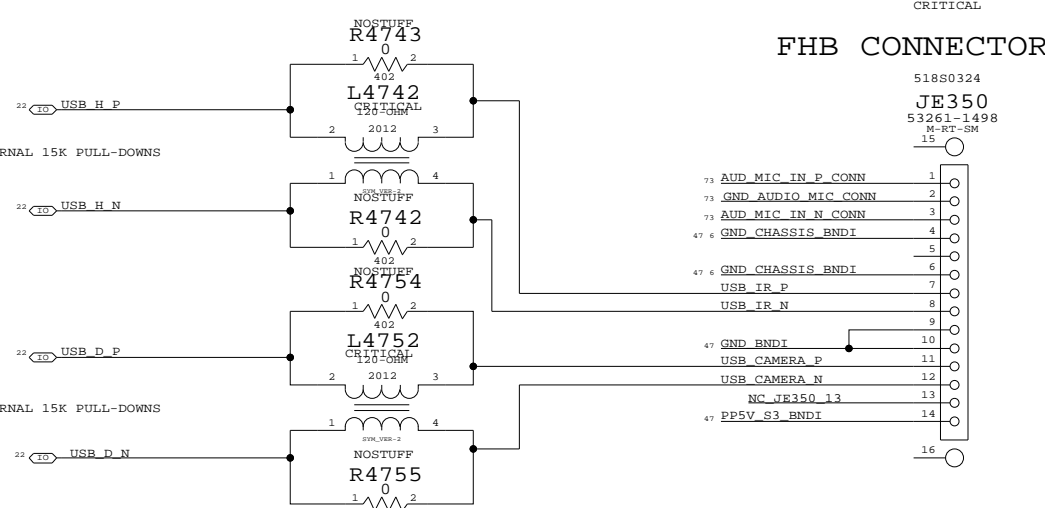 CRITICAL
FHB CONNECTOR
518S0324
JE350
53261-1498
M-RT-SM
15
NOSTUFF
R4743
0
1 2
402
L4742
CRITICAL
120-OHM
2012
2 3
22 IO USB_H_P
RNAL 15K PULL-DOWNS
1 4
SYM_VER-2
NOSTUFF
22 IO USB_H_N
R4742
0
1 2
402
NOSTUFF
R4754
0
1 2
402
L4752
CRITICAL
120-OHM
22 IO USB_D_P
2012
2 3
RNAL 15K PULL-DOWNS
1 4
SYM_VER-2
22 IO USB_D_N
NOSTUFF
R4755
0
1 2
73 AUD_MIC_IN_P_CONN 1
73 GND_AUDIO_MIC_CONN 2
73 AUD_MIC_IN_N_CONN 3
47 6 GND_CHASSIS_BNDI 4
5
47 6 GND_CHASSIS_BNDI 6
USB_IR_P 7
USB_IR_N 8
9
47 GND_BNDI 10
USB_CAMERA_P 11
USB_CAMERA_N 12
NC_JE350_13 13
47 PP5V_S3_BNDI 14
16